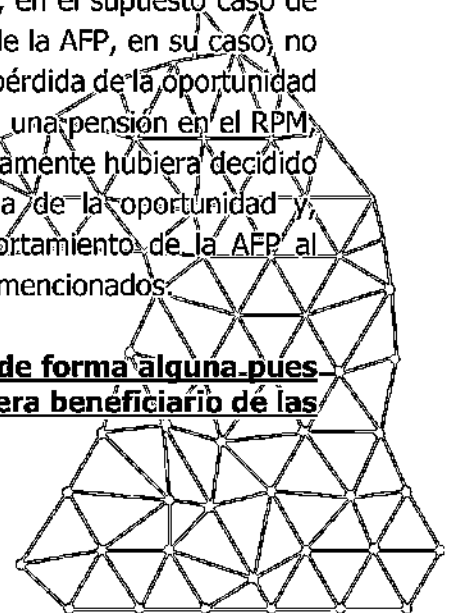 , en el supuesto caso de
de la AFP, en su caso, no
pérdida de la oportunidad
una pensión en el RPM,
amente hubiera decidido
a de la oportunidad y,
ortamiento de la AFP al
mencionados.
de forma alguna pues
era beneficiario de las